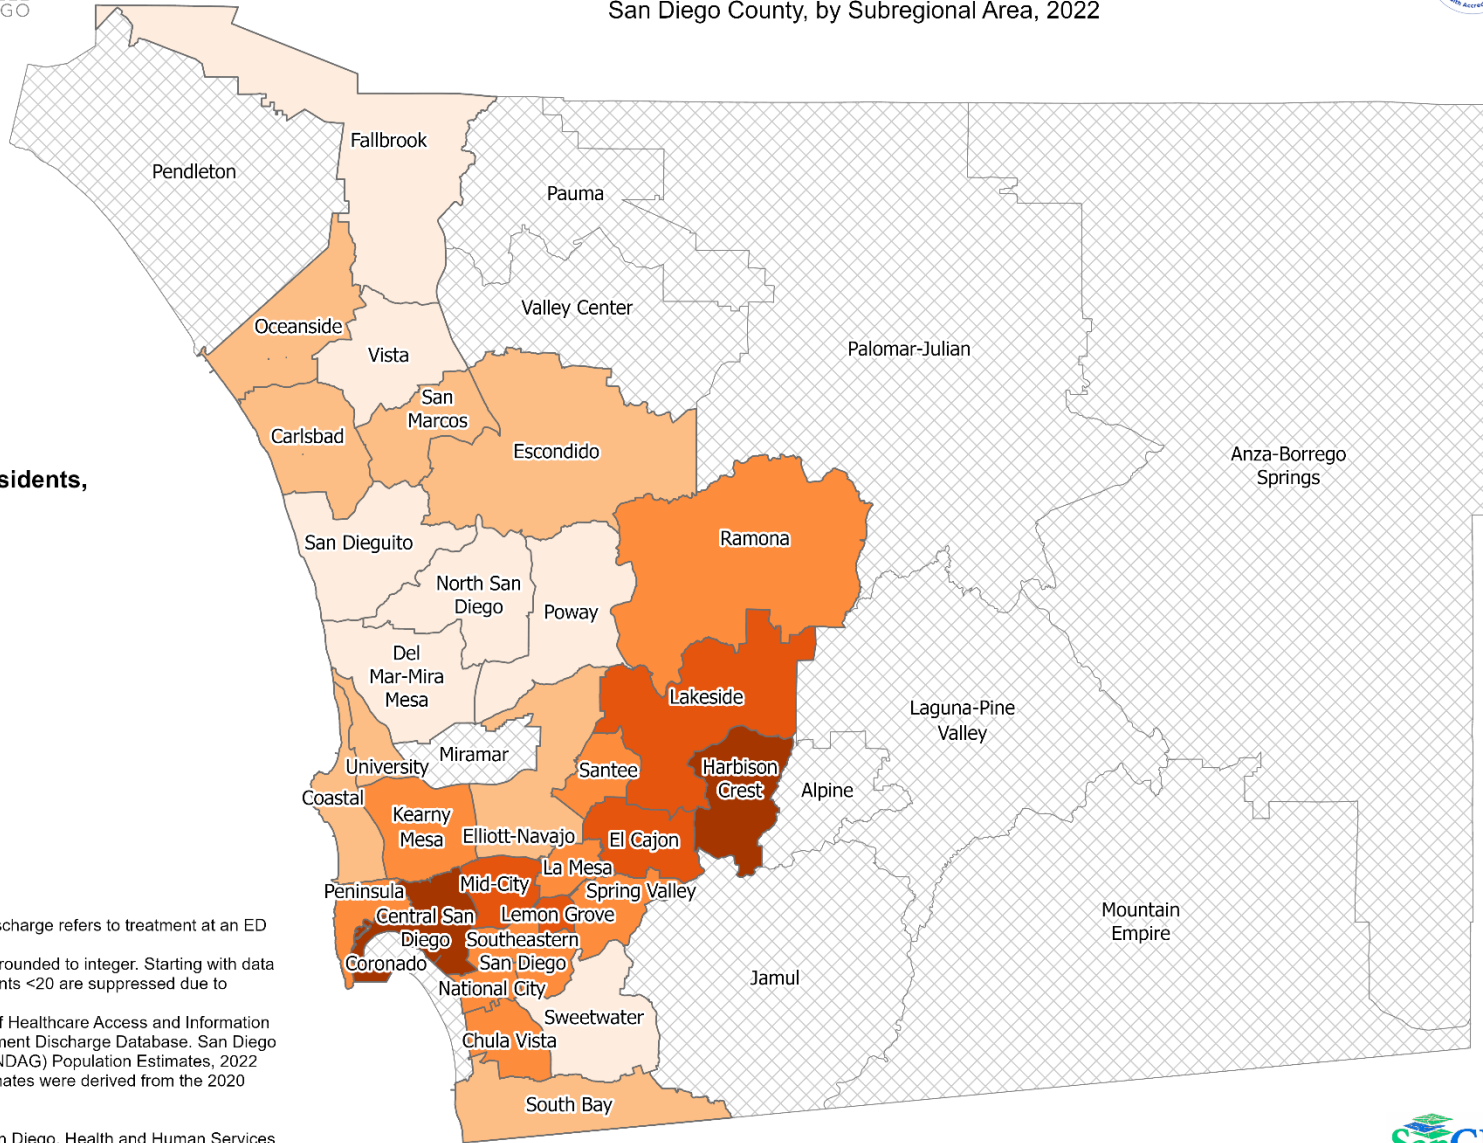 GO
San Diego County, by Subregional Area, 2022
Fallbrook
Pendleton
Pauma
Valley Center
Oceanside
Vista
Palomar-Julian
San
Marcos
Carlsbad
Escondido
Anza-Borrego
Springs
sidents,
San Dieguito
Ramona
North San
Diego
Poway
Del
Mar-Mira
Mesa
Lakeside
Laguna-Pine
Valley
Miramar
University
Santee
Harbison
Crest
Alpine
Coastal
Kearny
Mesa
Elliott-Navajo
El Cajon
La Mesa
Peninsula
Mid-City
Spring Valley
Central San
Diego
Lemon Grove
Southeastern
San Diego
Coronado
National City
Mountain
Empire
Jamul
Sweetwater
Chula Vista
South Bay
scharge refers to treatment at an ED
rounded to integer. Starting with data
nts <20 are suppressed due to
f Healthcare Access and Information
ment Discharge Database. San Diego
NDAG) Population Estimates, 2022
nates were derived from the 2020
n Diego, Health and Human Services